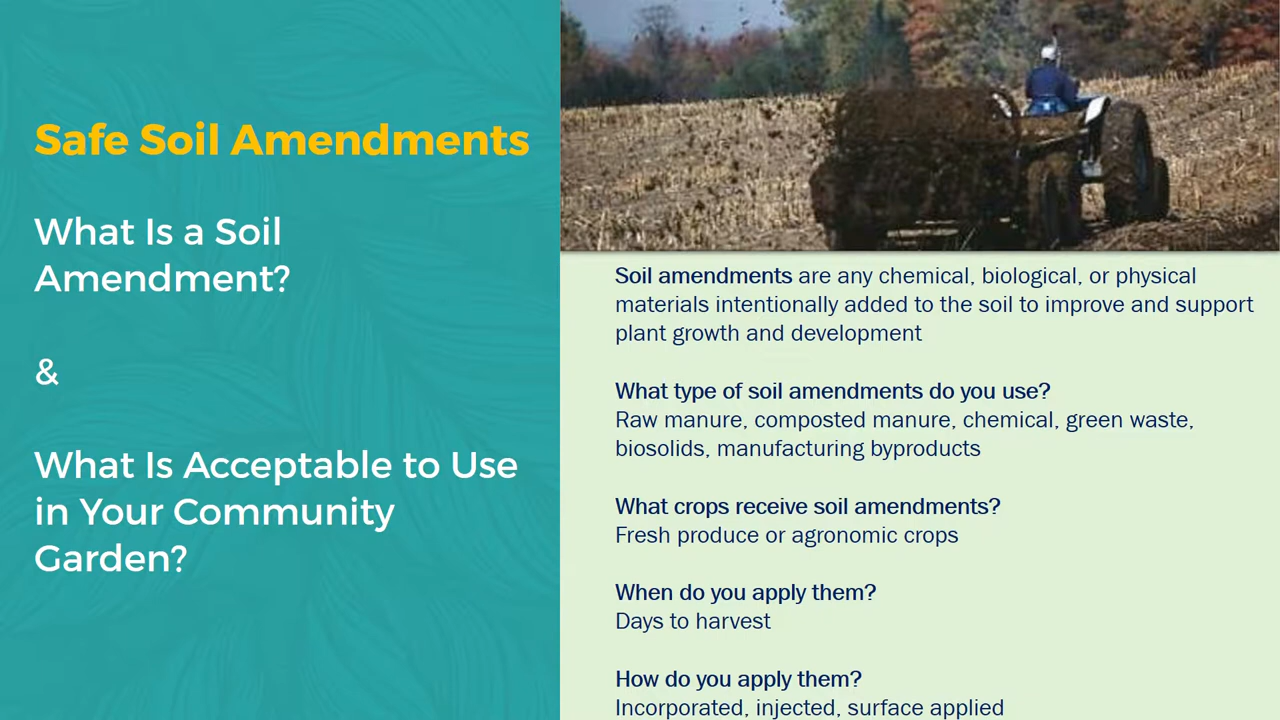 Safe Soil Amendments
What Is a Soil
Amendment?
&
What Is Acceptable to Use
in Your Community
Garden?
Soil amendments are any chemical, biological, or physical
materials intentionally added to the soil to improve and support
plant growth and development
What type of soil amendments do you use?
Raw manure, composted manure, chemical, green waste,
biosolids, manufacturing byproducts
What crops receive soil amendments?
Fresh produce or agronomic crops
When do you apply them?
Days to harvest
How do you apply them?
Incorporated, injected, surface applied